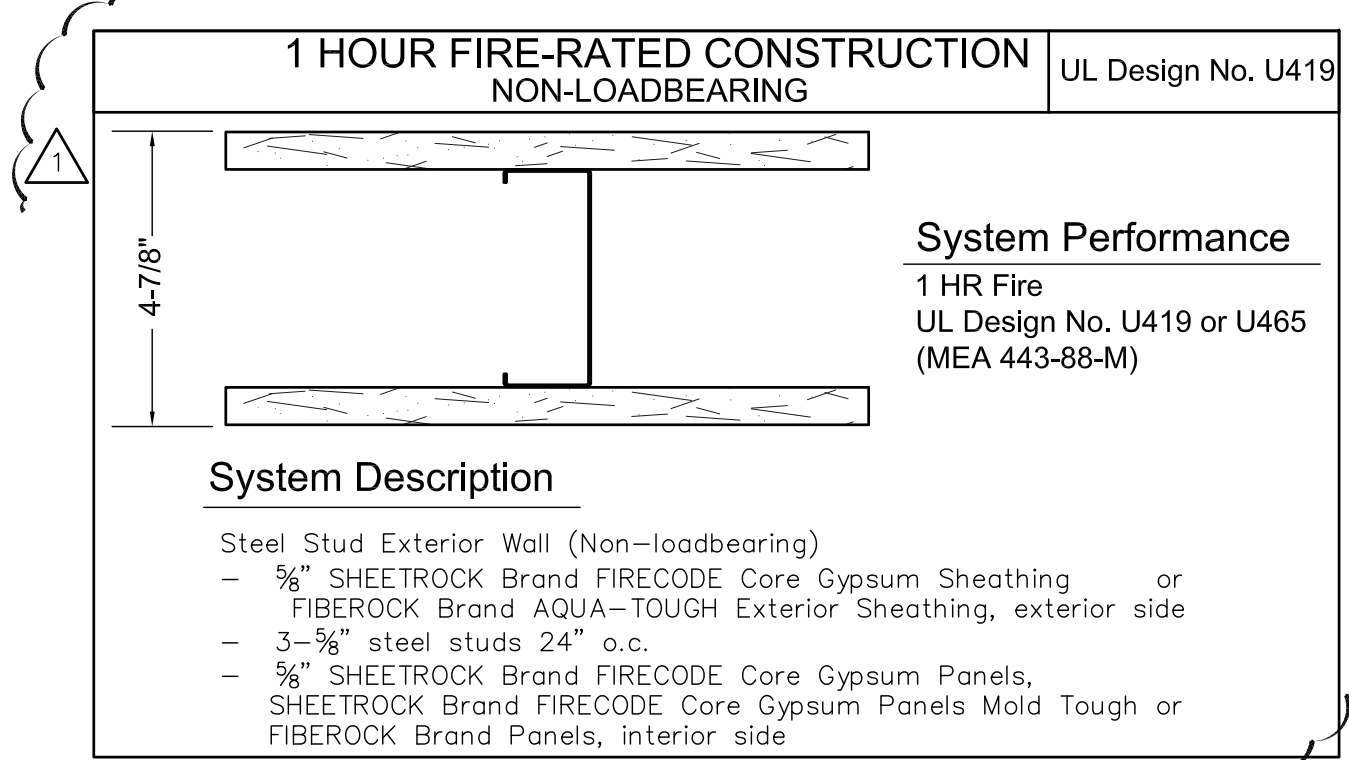 1 HOUR FIRE-RATED CONSTRUCTION
NON-LOADBEARING
UL Design No. U419
1
4-7/8"
System Performance
1 HR Fire
UL Design No. U419 or U465
(MEA 443-88-M)
System Description
Steel Stud Exterior Wall (Non-loadbearing)
- ⅝" SHEETROCK Brand FIRECODE Core Gypsum Sheathing or
FIBEROCK Brand AQUA-TOUGH Exterior Sheathing, exterior side
- 3-⅝" steel studs 24" o.c.
- ⅝" SHEETROCK Brand FIRECODE Core Gypsum Panels,
SHEETROCK Brand FIRECODE Core Gypsum Panels Mold Tough or
FIBEROCK Brand Panels, interior side